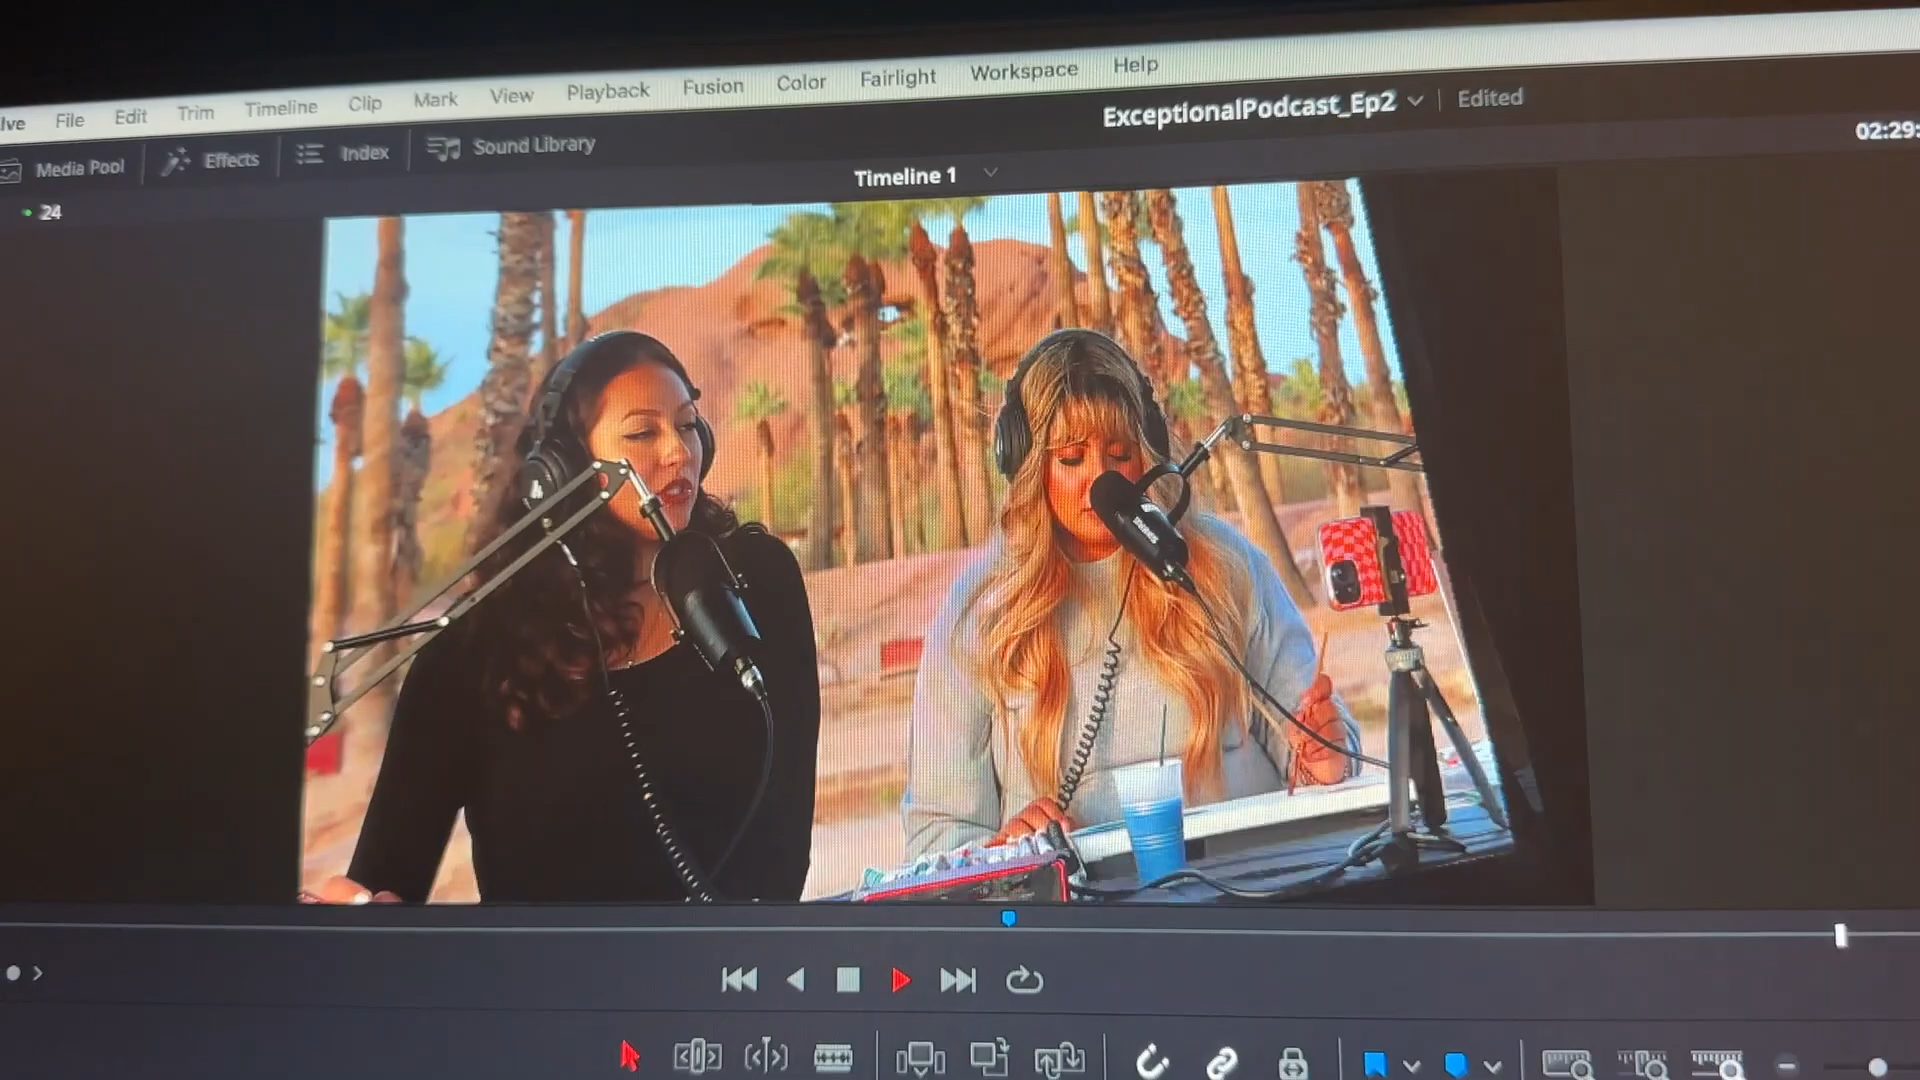 lve File Edit Trim Timeline Clip Mark View Playback Fusion Color Fairlight Workspace Help
ExceptionalPodcast_Ep2 Edited
Media Pool Effects Index Sound Library
02:29:
Timeline 1
24